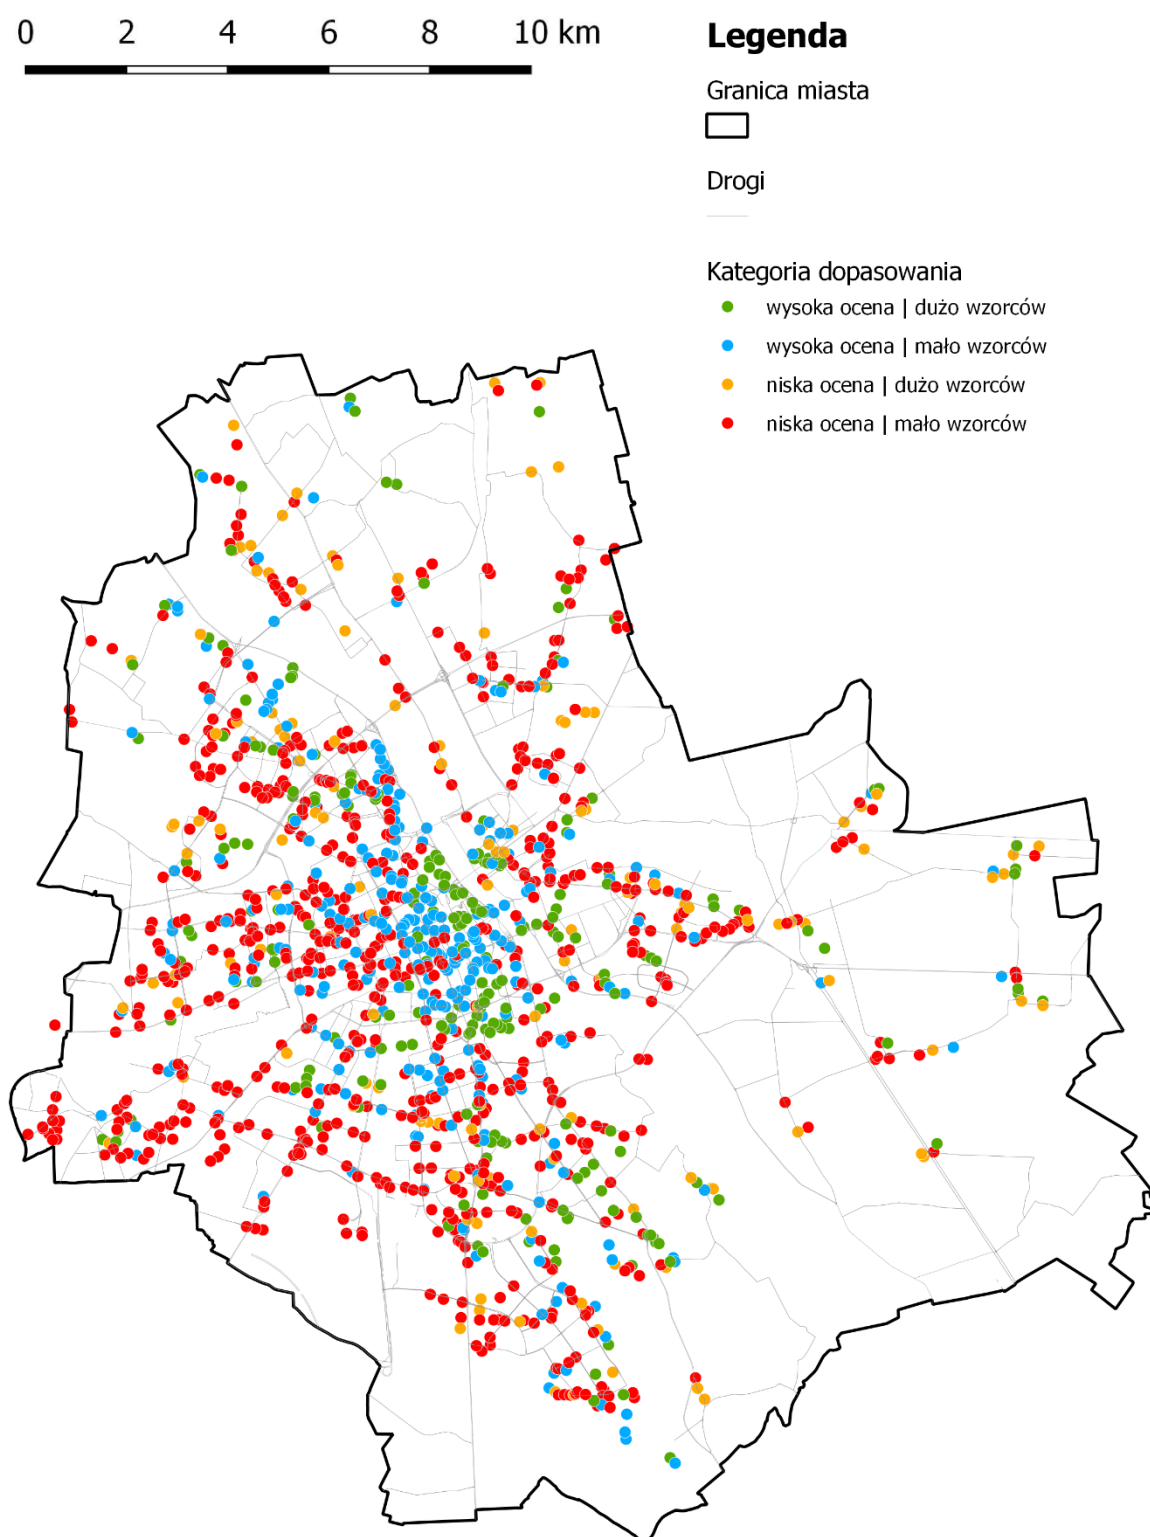 0 2 4 6 8 10 km
Legenda
Granica miasta
Drogi
Kategoria dopasowania
wysoka ocena | dużo wzorców
wysoka ocena | mało wzorców
niska ocena | dużo wzorców
niska ocena | mało wzorców